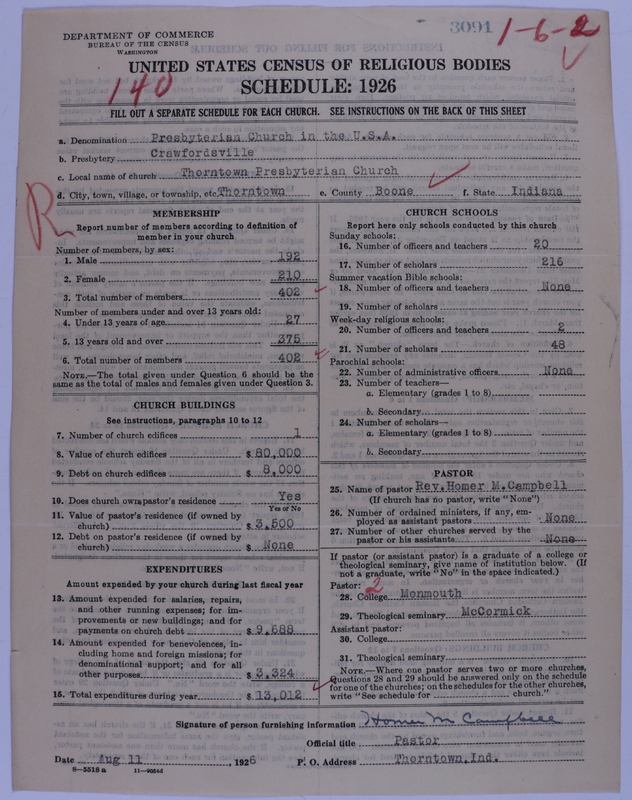 3091
1-6-2
DEPARTMENT OF COMMERCE
BUREAU OF THE CENSUS
WASHINGTON
UNITED STATES CENSUS OF RELIGIOUS BODIES
140
SCHEDULE: 1926
FILL OUT A SEPARATE SCHEDULE FOR EACH CHURCH. SEE INSTRUCTIONS ON THE BACK OF THIS SHEET
a. Denomination Presbyterian Church in the U.S.A.
b. Presbytery Crawfordsville
c. Local name of church Thorntown Presbyterian Church
d. City, town, village, or township, etc. Thorntown e. County Boone f. State Indiana
R
MEMBERSHIP
Report number of members according to definition of
member in your church
Number of members, by sex:
1. Male 192
2. Female 210
3. Total number of members 402
Number of members under and over 13 years old:
4. Under 13 years of age 27
5. 13 years old and over 375
6. Total number of members 402
NOTE.—The total given under Question 6 should be the
same as the total of males and females given under Question 3.
CHURCH BUILDINGS
See instructions, paragraphs 10 to 12
7. Number of church edifices 1
8. Value of church edifices $ 80,000
9. Debt on church edifices $ 8,000
10. Does church own pastor's residence Yes
Yes or No
11. Value of pastor's residence (if owned by
church) $ 3,500
12. Debt on pastor's residence (if owned by
church) $ None
EXPENDITURES
Amount expended by your church during last fiscal year
13. Amount expended for salaries, repairs,
and other running expenses; for im-
provements or new buildings; and for
payments on church debt $ 9,688
14. Amount expended for benevolences, in-
cluding home and foreign missions; for
denominational support; and for all
other purposes $ 3,324
15. Total expenditures during year $ 13,012
CHURCH SCHOOLS
Report here only schools conducted by this church
Sunday schools:
16. Number of officers and teachers 20
17. Number of scholars 216
Summer vacation Bible schools:
18. Number of officers and teachers None
19. Number of scholars
Week-day religious schools:
20. Number of officers and teachers 2
21. Number of scholars 48
Parochial schools:
22. Number of administrative officers None
23. Number of teachers—
a. Elementary (grades 1 to 8)
b. Secondary
24. Number of scholars—
a. Elementary (grades 1 to 8)
b. Secondary
PASTOR
25. Name of pastor Rev. Homer M. Campbell
(If church has no pastor, write "None")
26. Number of ordained ministers, if any, em-
ployed as assistant pastors None
27. Number of other churches served by the
pastor or his assistants None
If pastor (or assistant pastor) is a graduate of a college or
theological seminary, give name of institution below. (If
not a graduate, write "No" in the space indicated.)
Pastor: 2
28. College Monmouth
29. Theological seminary McCormick
Assistant pastor:
30. College
31. Theological seminary
NOTE.—Where one pastor serves two or more churches,
Questions 28 and 29 should be answered only on the schedule
for one of the churches; on the schedules for the other churches,
write "See schedule for church."
Signature of person furnishing information Homer M Campbell
Official title Pastor
Date Aug 11, 1926 P. O. Address Thorntown, Ind.
8—5518 a 11—9054d